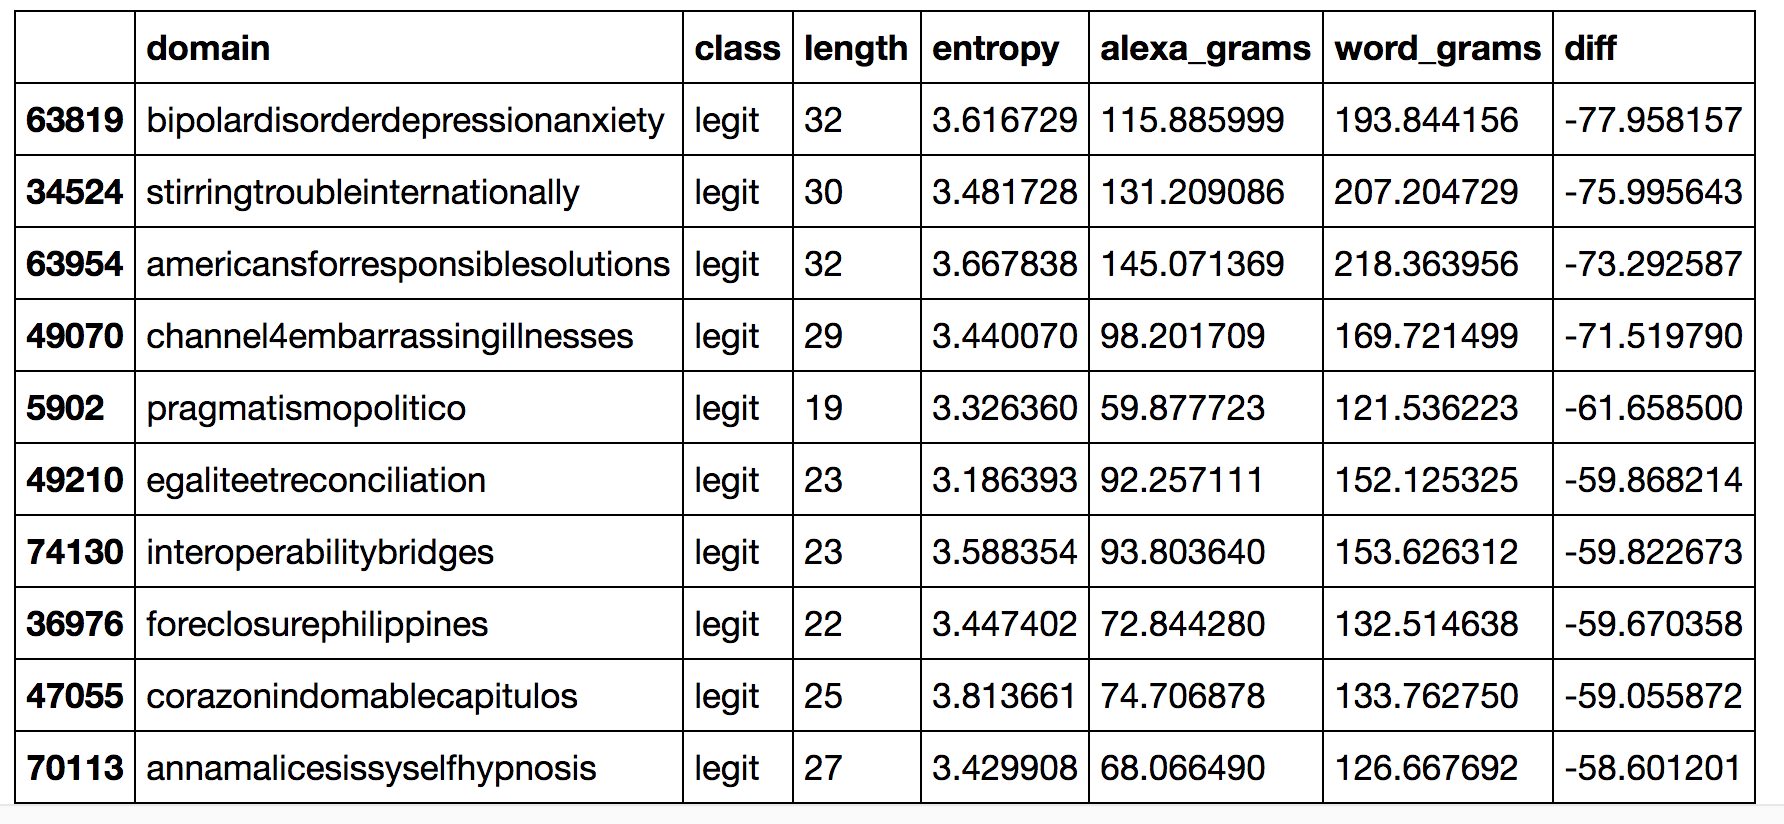 domain class length entropy alexa_grams word_grams diff
63819 bipolardisorderdepressionanxiety legit 32 3.616729 115.885999 193.844156 -77.958157
34524 stirringtroubleinternationally legit 30 3.481728 131.209086 207.204729 -75.995643
63954 americansforresponsiblesolutions legit 32 3.667838 145.071369 218.363956 -73.292587
49070 channel4embarrassingillnesses legit 29 3.440070 98.201709 169.721499 -71.519790
5902 pragmatismopolitico legit 19 3.326360 59.877723 121.536223 -61.658500
49210 egaliteetreconciliation legit 23 3.186393 92.257111 152.125325 -59.868214
74130 interoperabilitybridges legit 23 3.588354 93.803640 153.626312 -59.822673
36976 foreclosurephilippines legit 22 3.447402 72.844280 132.514638 -59.670358
47055 corazonindomablecapitulos legit 25 3.813661 74.706878 133.762750 -59.055872
70113 annamalicesissyselfhypnosis legit 27 3.429908 68.066490 126.667692 -58.601201